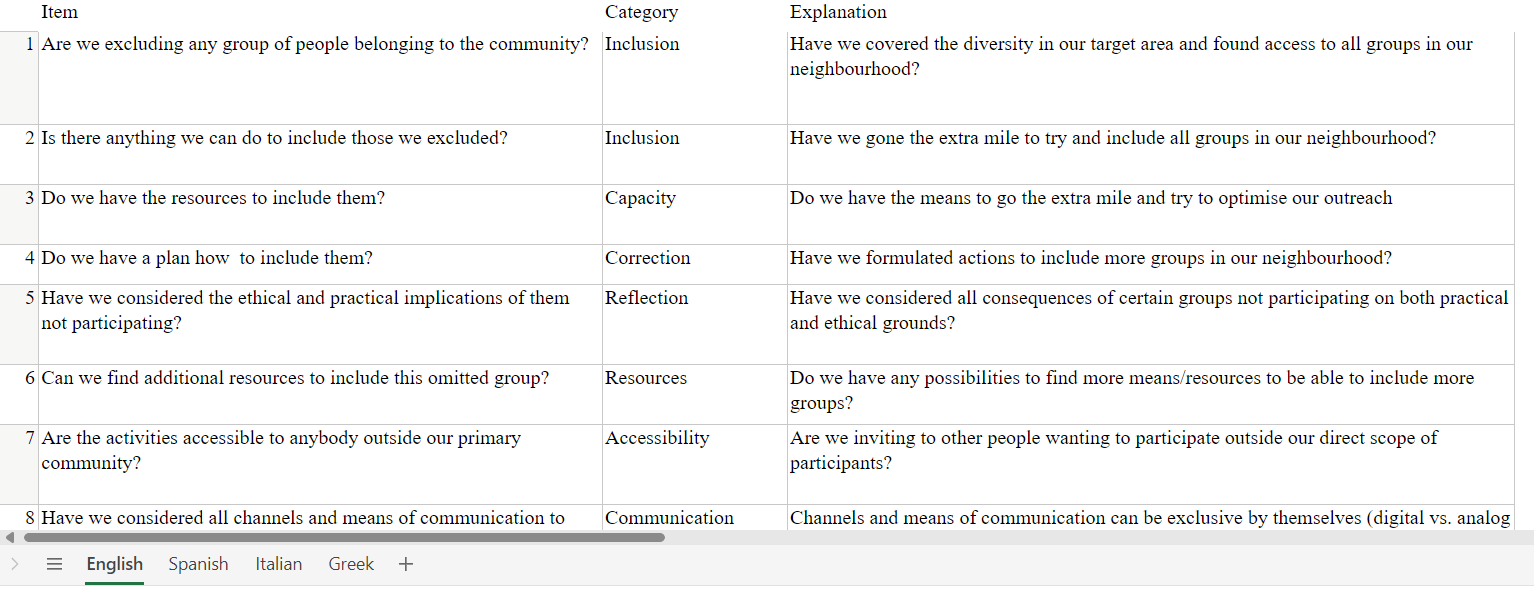 Item Category Explanation
1 Are we excluding any group of people belonging to the community? Inclusion Have we covered the diversity in our target area and found access to all groups in our
neighbourhood?
2 Is there anything we can do to include those we excluded? Inclusion Have we gone the extra mile to try and include all groups in our neighbourhood?
3 Do we have the resources to include them? Capacity Do we have the means to go the extra mile and try to optimise our outreach
4 Do we have a plan how  to include them? Correction Have we formulated actions to include more groups in our neighbourhood?
5 Have we considered the ethical and practical implications of them Reflection Have we considered all consequences of certain groups not participating on both practical
not participating? and ethical grounds?
6 Can we find additional resources to include this omitted group? Resources Do we have any possibilities to find more means/resources to be able to include more
groups?
7 Are the activities accessible to anybody outside our primary Accessibility Are we inviting to other people wanting to participate outside our direct scope of
community? participants?
8 Have we considered all channels and means of communication to Communication Channels and means of communication can be exclusive by themselves (digital vs. analog
English Spanish Italian Greek +